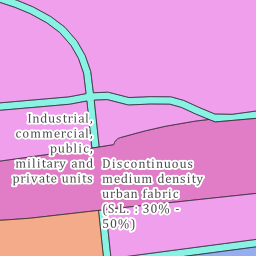 Industrial,
commercial,
public,
military and
private units
Discontinuous
medium density
urban fabric
(S.L. : 30% -
50%)